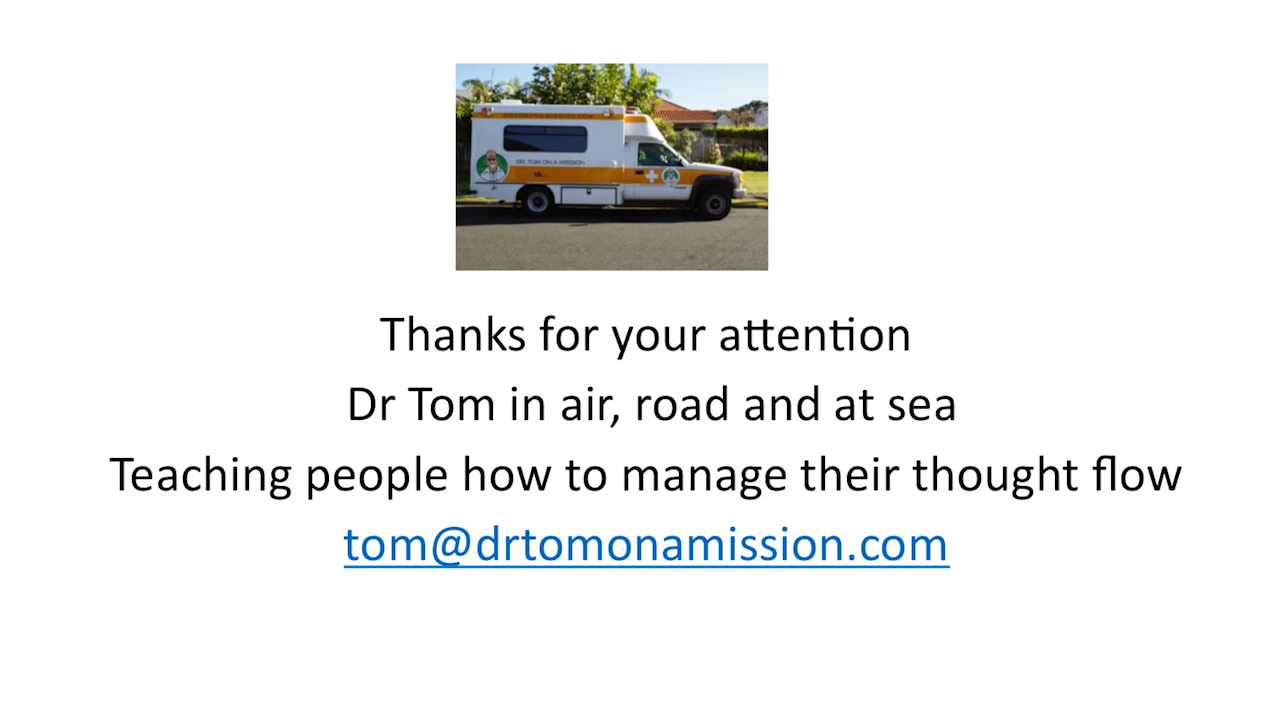 DR. TOM ON A MISSION
Thanks for your attention
Dr Tom in air, road and at sea
Teaching people how to manage their thought flow
tom@drtomonamission.com